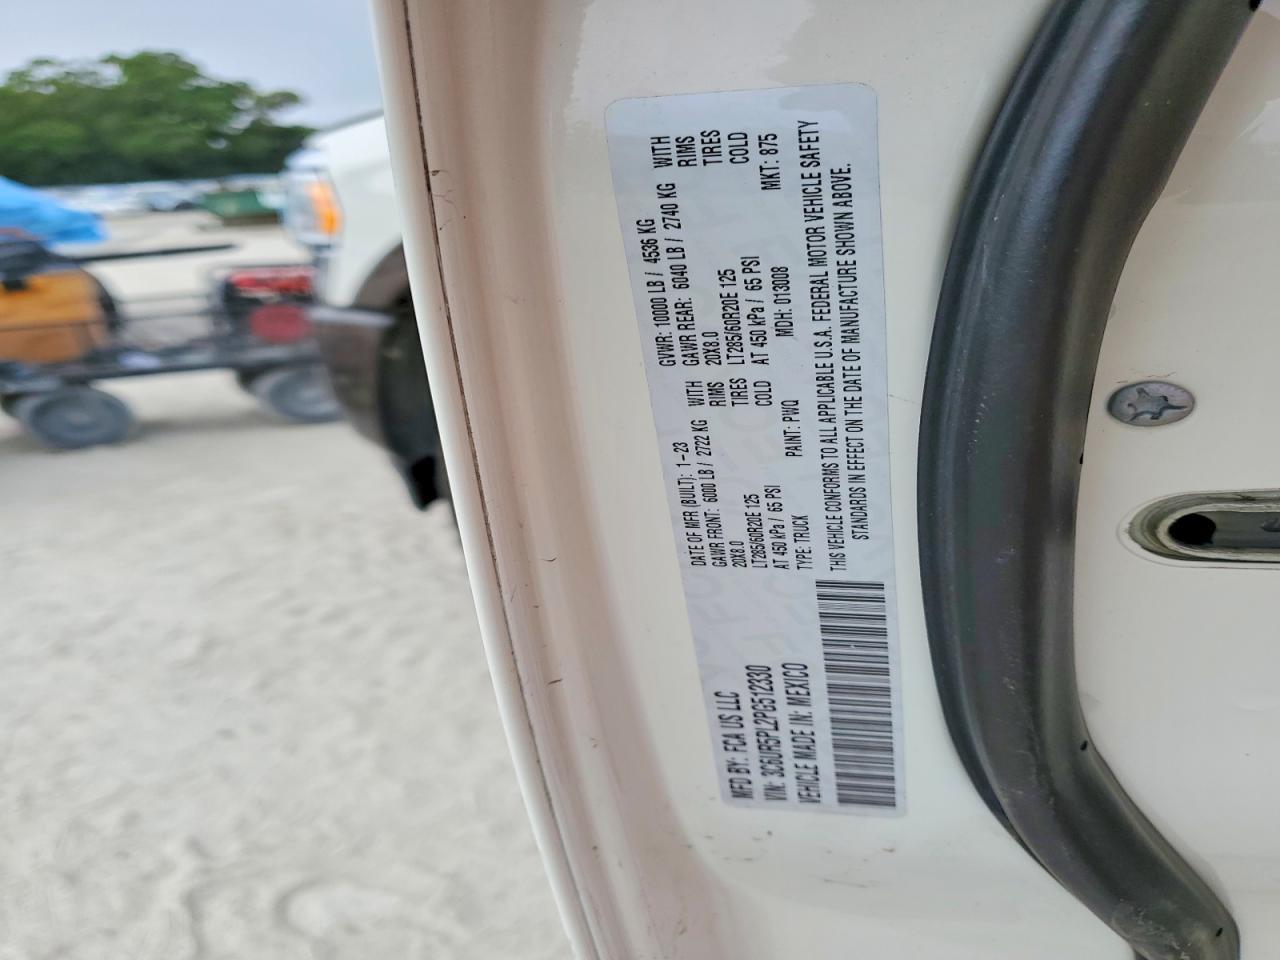 MFD BY: FCA US LLC
DATE OF MFR (BUILT): 1-23
GVWR: 10000 LB / 4536 KG
GAWR FRONT: 6000 LB / 2722 KG WITH
20X8.0 RIMS
LT285/60R20E 125 TIRES
AT 450 kPa / 65 PSI COLD
GAWR REAR: 6040 LB / 2740 KG WITH
20X8.0 RIMS
LT285/60R20E 125 TIRES
AT 450 kPa / 65 PSI COLD
VIN: 3C6UR5PL2PG512330
VEHICLE MADE IN: MEXICO
TYPE: TRUCK PAINT: PWQ MDH: 013008 MKT: 875
THIS VEHICLE CONFORMS TO ALL APPLICABLE U.S.A. FEDERAL MOTOR VEHICLE SAFETY
STANDARDS IN EFFECT ON THE DATE OF MANUFACTURE SHOWN ABOVE.